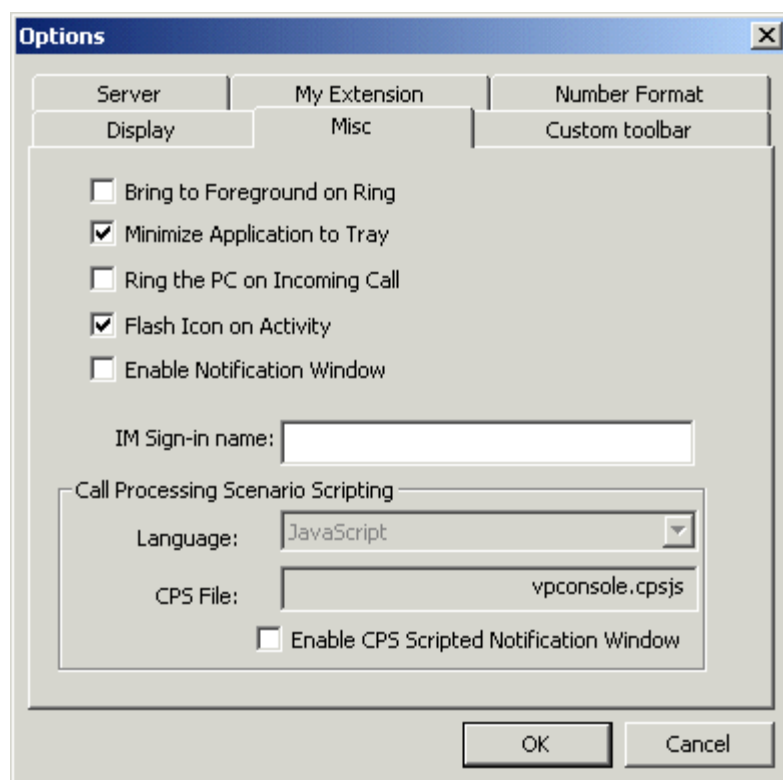 Options
Server My Extension Number Format
Display Misc Custom toolbar
Bring to Foreground on Ring
Minimize Application to Tray
Ring the PC on Incoming Call
Flash Icon on Activity
Enable Notification Window
IM Sign-in name:
Call Processing Scenario Scripting
Language: JavaScript
CPS File: vpconsole.cpsjs
Enable CPS Scripted Notification Window
OK Cancel